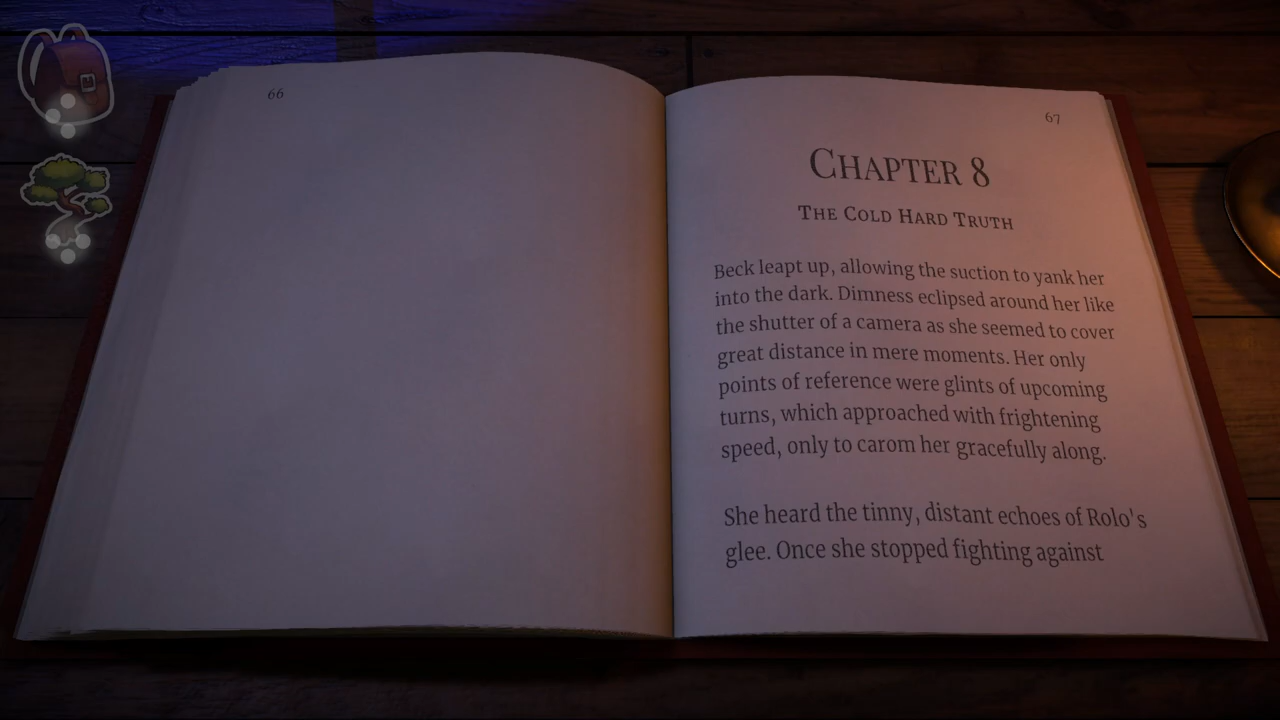 66
67
Chapter 8
The Cold Hard Truth
Beck leapt up, allowing the suction to yank her
into the dark. Dimness eclipsed around her like
the shutter of a camera as she seemed to cover
great distance in mere moments. Her only
points of reference were glints of upcoming
turns, which approached with frightening
speed, only to carom her gracefully along.
She heard the tinny, distant echoes of Rolo's
glee. Once she stopped fighting against